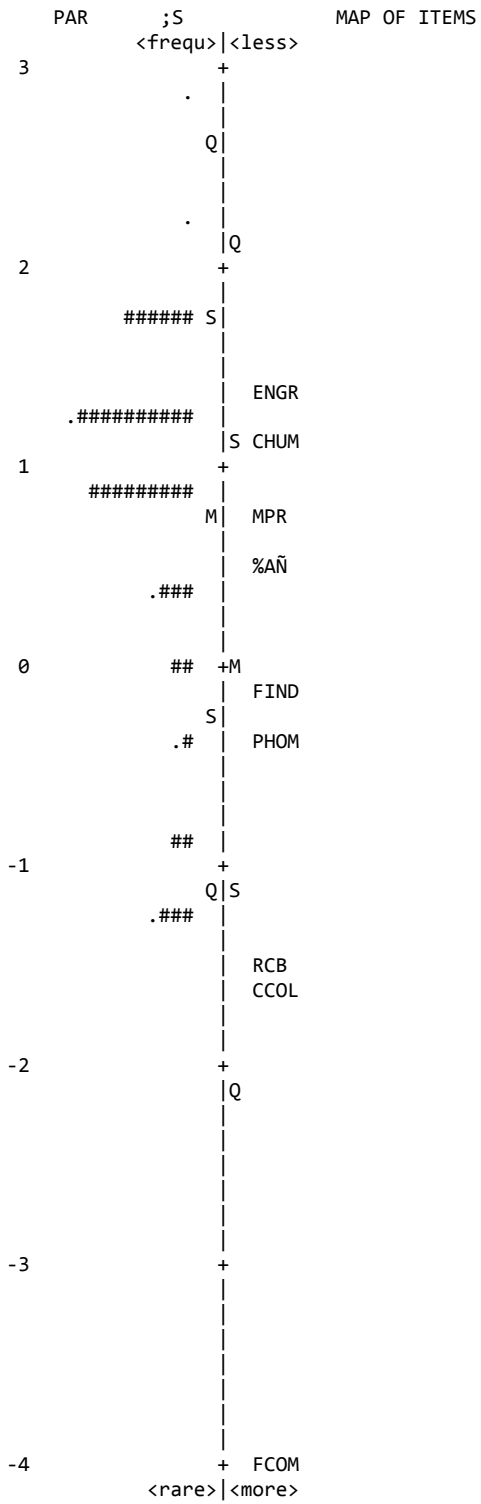 PAR ;S MAP OF ITEMS
<frequ>|<less>
3 +
. |
|
Q|
|
|
|
. |
|Q
2 +
|
###### S|
|
|
|
| ENGR
.########## |
|S CHUM
1 +
######### |
M| MPR
|
| %AÑ
.### |
|
|
0 ## +M
| FIND
S|
.# | PHOM
|
|
|
|
## |
-1 +
Q|S
.### |
|
| RCB
| CCOL
|
|
-2 +
|Q
|
|
|
|
|
|
|
-3 +
|
|
|
|
|
|
|
|
|
-4 + FCOM
<rare>|<more>